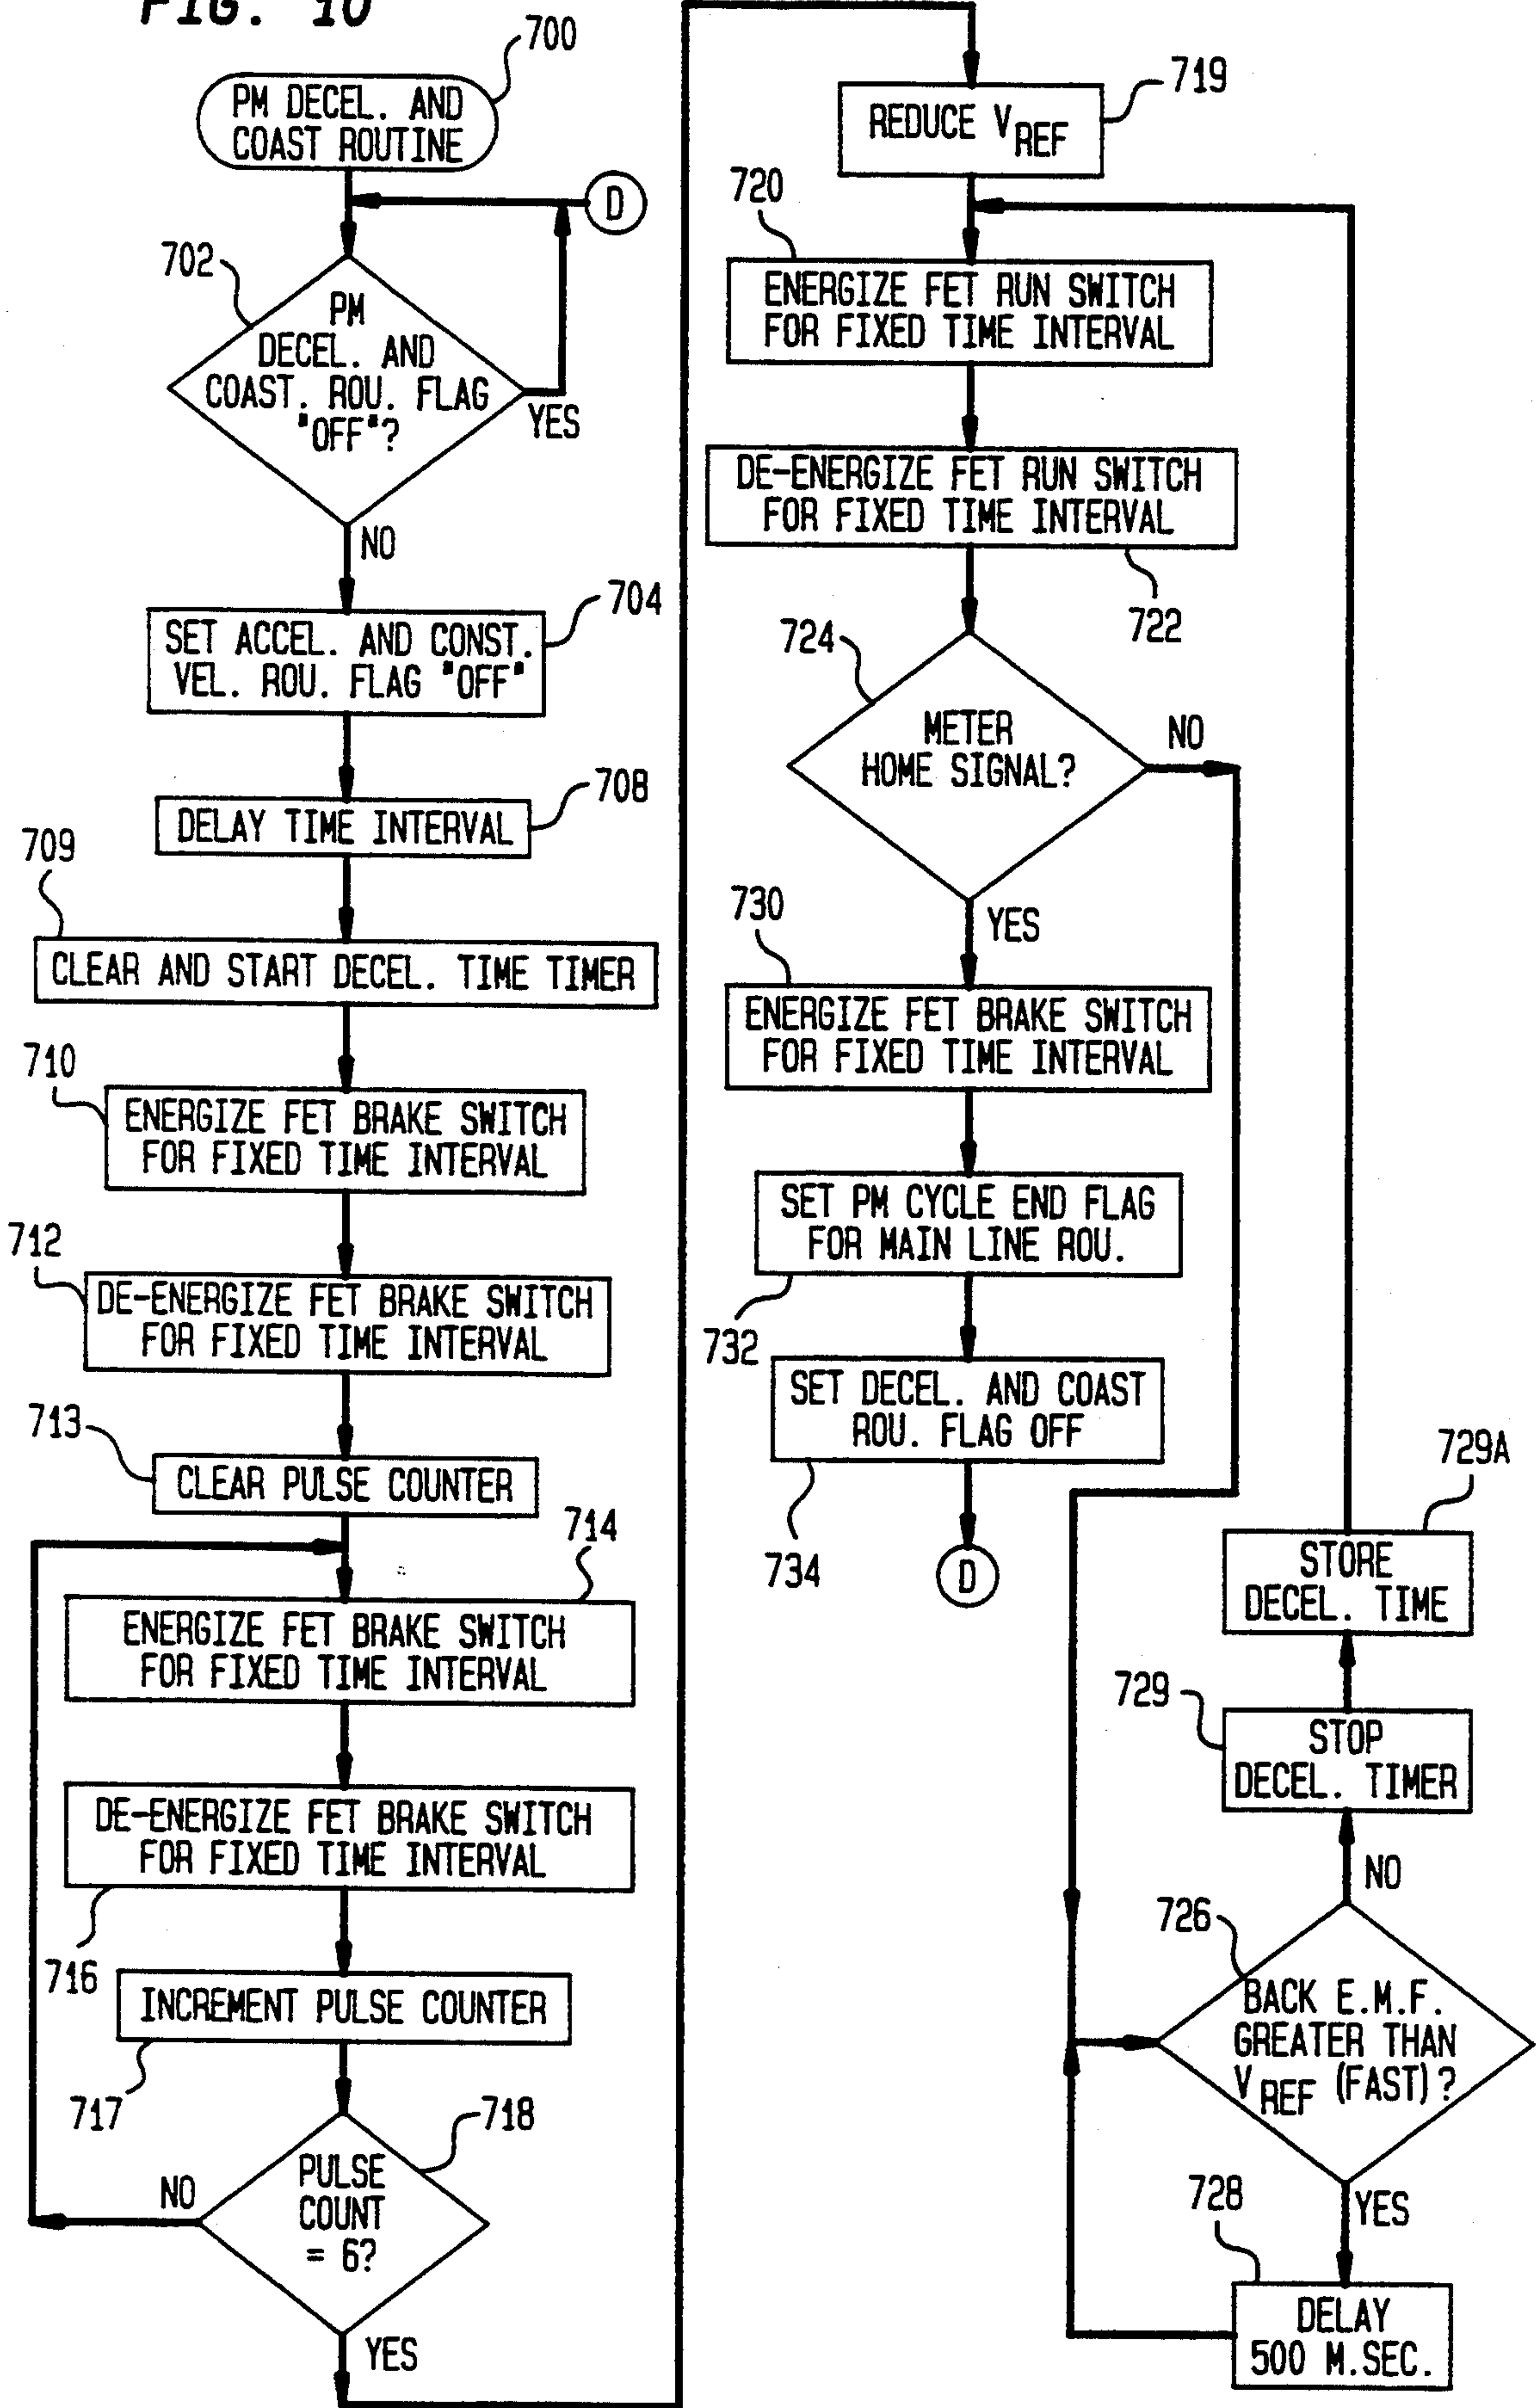 FIG. 10
700
PM DECEL. AND
COAST ROUTINE
D
702
PM
DECEL. AND
COAST. ROU. FLAG
"OFF"?
YES
NO
704
SET ACCEL. AND CONST.
VEL. ROU. FLAG "OFF"
708
DELAY TIME INTERVAL
709
CLEAR AND START DECEL. TIME TIMER
710
ENERGIZE FET BRAKE SWITCH
FOR FIXED TIME INTERVAL
712
DE-ENERGIZE FET BRAKE SWITCH
FOR FIXED TIME INTERVAL
713
CLEAR PULSE COUNTER
714
ENERGIZE FET BRAKE SWITCH
FOR FIXED TIME INTERVAL
DE-ENERGIZE FET BRAKE SWITCH
FOR FIXED TIME INTERVAL
716
INCREMENT PULSE COUNTER
717
718
PULSE
COUNT
= 6?
NO
YES
719
REDUCE VREF
720
ENERGIZE FET RUN SWITCH
FOR FIXED TIME INTERVAL
DE-ENERGIZE FET RUN SWITCH
FOR FIXED TIME INTERVAL
722
724
METER
HOME SIGNAL?
NO
YES
730
ENERGIZE FET BRAKE SWITCH
FOR FIXED TIME INTERVAL
SET PM CYCLE END FLAG
FOR MAIN LINE ROU.
732
SET DECEL. AND COAST
ROU. FLAG OFF
734
D
729A
STORE
DECEL. TIME
729
STOP
DECEL. TIMER
NO
726
BACK E.M.F.
GREATER THAN
VREF (FAST)?
YES
728
DELAY
500 M.SEC.